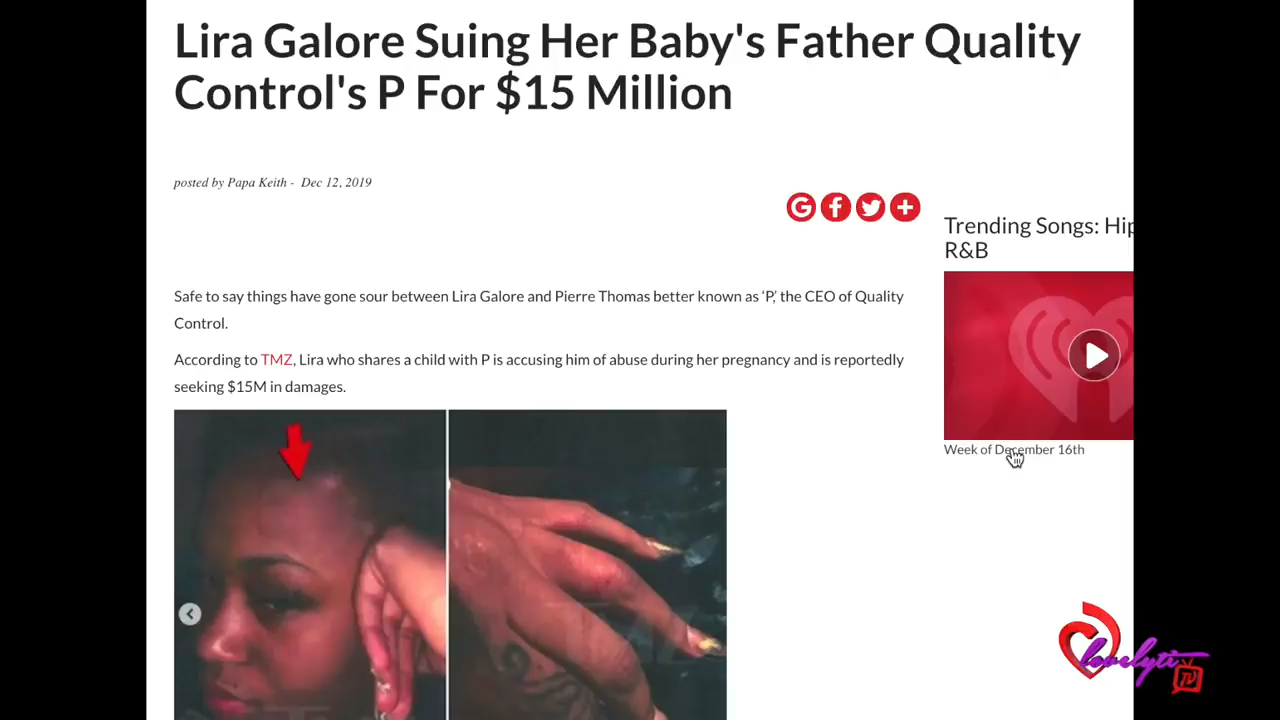 Lira Galore Suing Her Baby's Father Quality
Control's P For $15 Million
posted by Papa Keith - Dec 12, 2019
Trending Songs: Hip
R&B
Safe to say things have gone sour between Lira Galore and Pierre Thomas better known as ‘P,’ the CEO of Quality
Control.
According to TMZ, Lira who shares a child with P is accusing him of abuse during her pregnancy and is reportedly
seeking $15M in damages.
Week of December 16th
lovelyti
TV